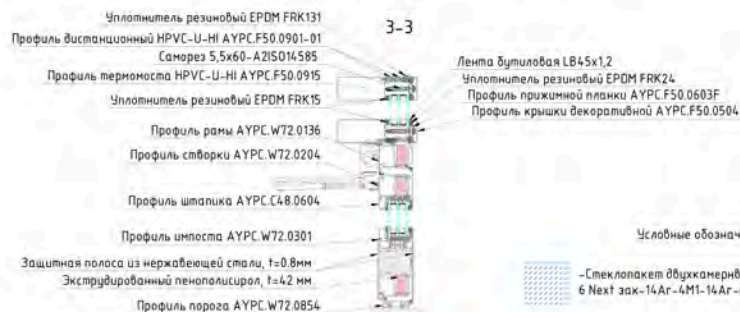 Уплотнитель резиновый EPDM FRK131
3-3
Профиль дистанционный HPVC-U-HI AYPC.F50.0901-01
Саморез 5,5x60-A2ISO14585
Профиль термомоста HPVC-U-HI AYPC.F50.0915
Уплотнитель резиновый EPDM FRK15
Лента бутиловая LB45x1,2
Уплотнитель резиновый EPDM FRK24
Профиль прижимной планки AYPC.F50.0603F
Профиль крышки декоративной AYPC.F50.0504
Профиль рамы AYPC.W72.0136
Профиль створки AYPC.W72.0204
Профиль штапика AYPC.C48.0604
Профиль импоста AYPC.W72.0301
Защитная полоса из нержавеющей стали, t=0.8мм
Экструдированный пенополисирол, t=42 мм
Профиль порога AYPC.W72.0854
Условные обознач
-Стеклопакет двухкамерн
6 Next зак-14Ar-4M1-14Ar-